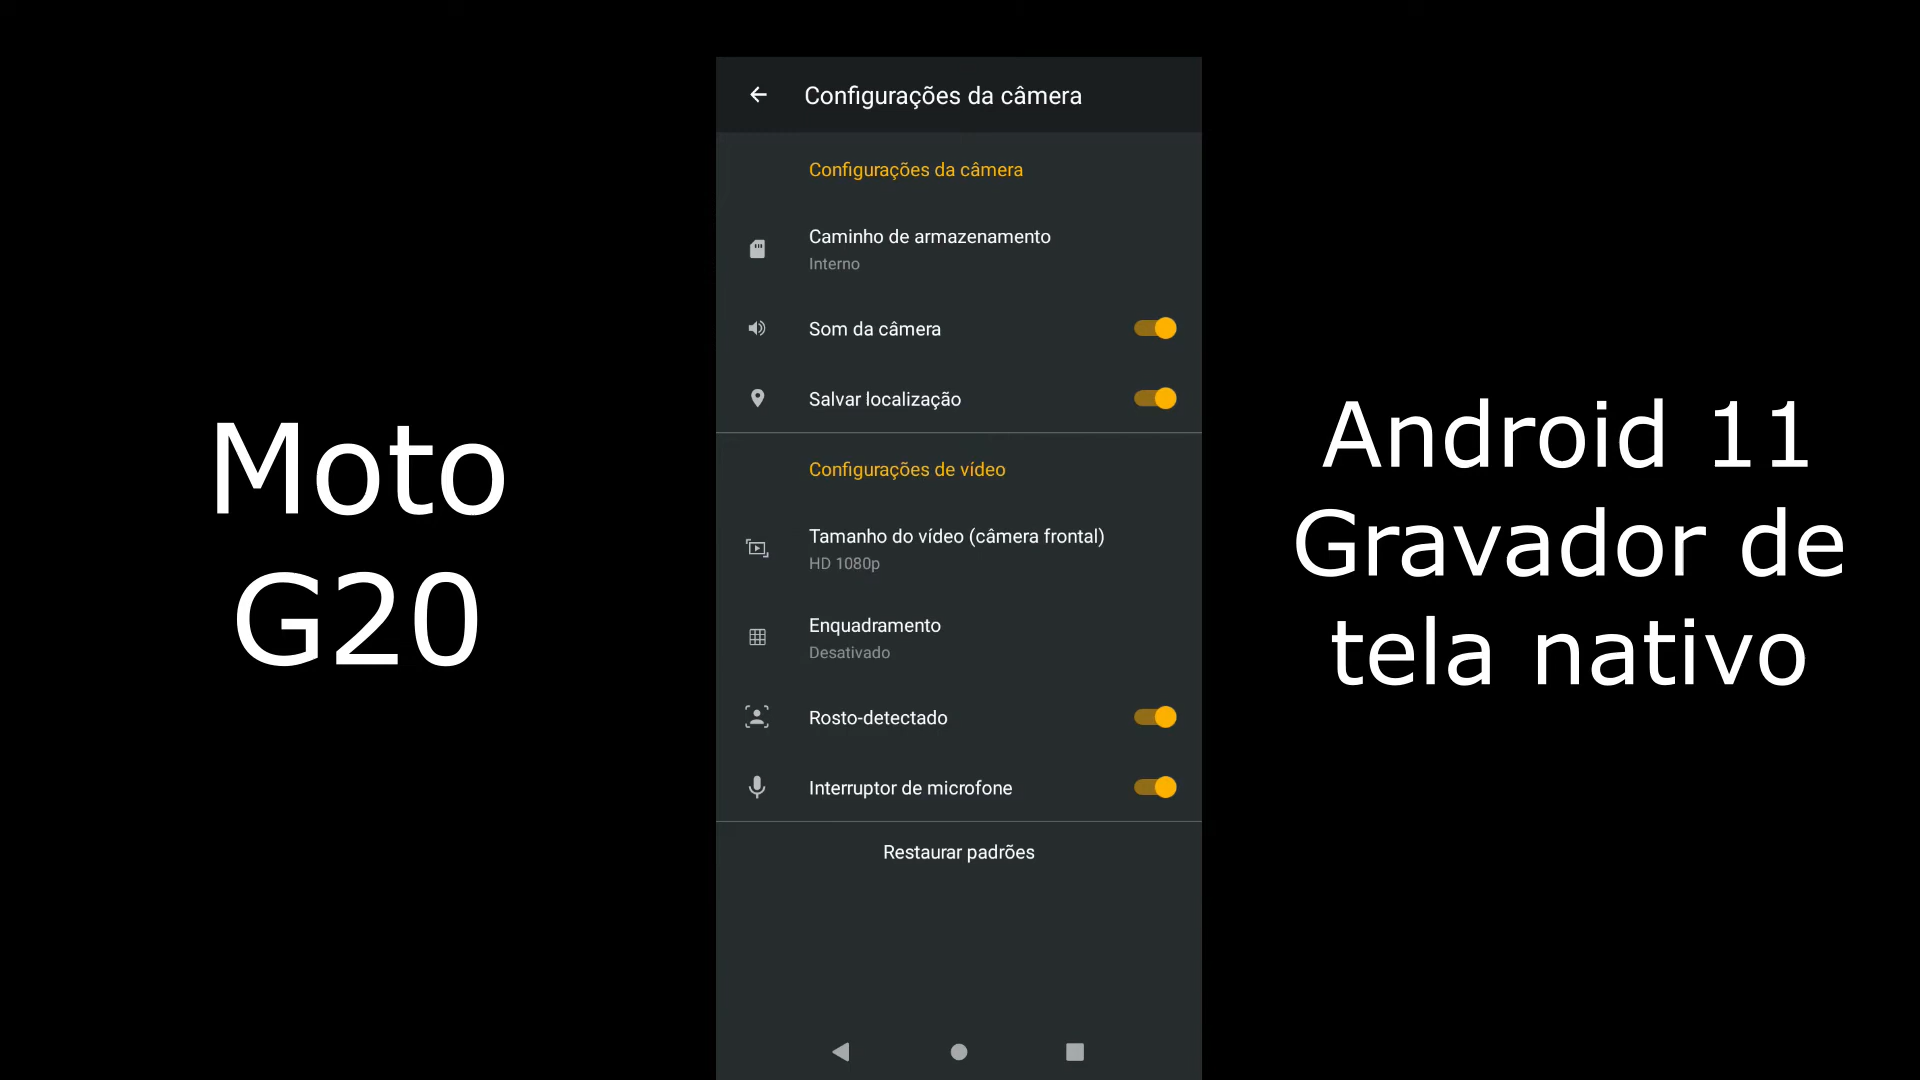 Moto
G20
Configurações da câmera
Configurações da câmera
Caminho de armazenamento
Interno
Som da câmera
Salvar localização
Configurações de vídeo
Tamanho do vídeo (câmera frontal)
HD 1080p
Enquadramento
Desativado
Rosto-detectado
Interruptor de microfone
Restaurar padrões
Android 11
Gravador de
tela nativo